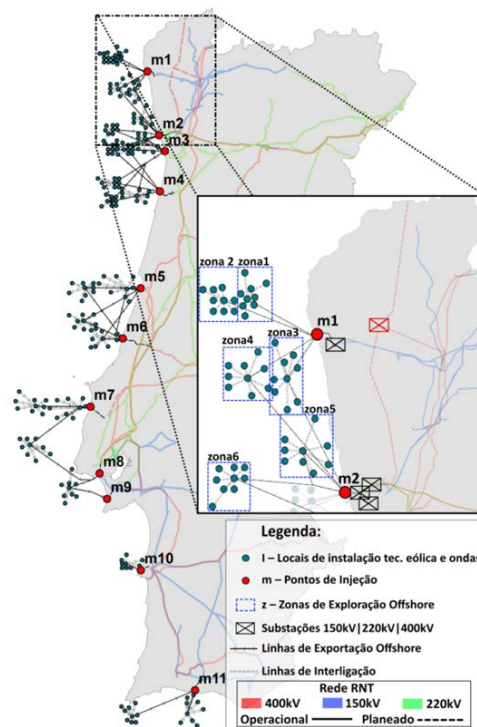 m1
m2
m3
m4
m5
m6
m7
m8
m9
m10
m11
zona 2 zona1
m1
zona4 zona3
zona5
zona6
m2
Legenda:
l – Locais de instalação tec. eólica e ondas
m – Pontos de Injeção
z – Zonas de Exploração Offshore
Substações 150kV|220kV|400kV
Linhas de Exportação Offshore
Linhas de Interligação
Rede RNT
400kV 150kV 220kV
Operacional Planeado